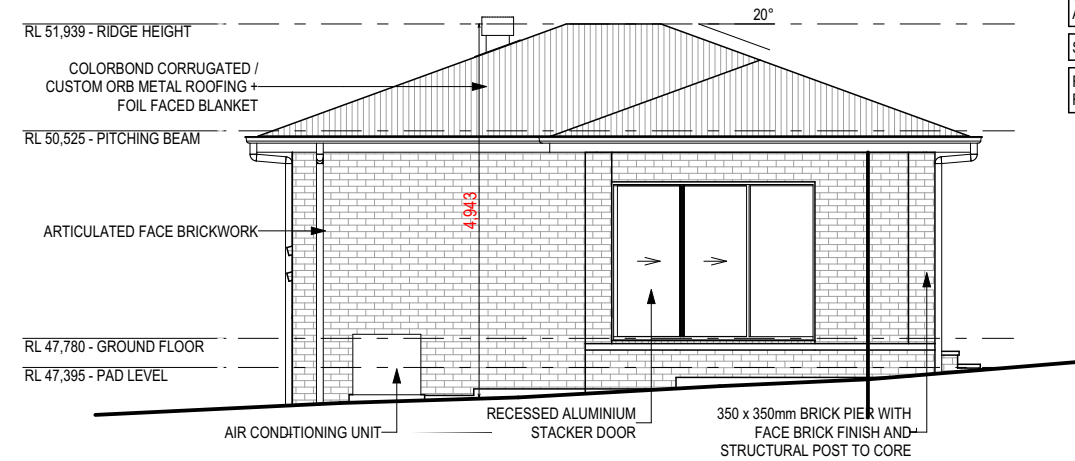 20°
RL 51,939 - RIDGE HEIGHT
COLORBOND CORRUGATED /
CUSTOM ORB METAL ROOFING +
FOIL FACED BLANKET
RL 50,525 - PITCHING BEAM
4,943
ARTICULATED FACE BRICKWORK
RL 47,780 - GROUND FLOOR
RL 47,395 - PAD LEVEL
AIR CONDITIONING UNIT
RECESSED ALUMINIUM
STACKER DOOR
350 x 350mm BRICK PIER WITH
FACE BRICK FINISH AND
STRUCTURAL POST TO CORE